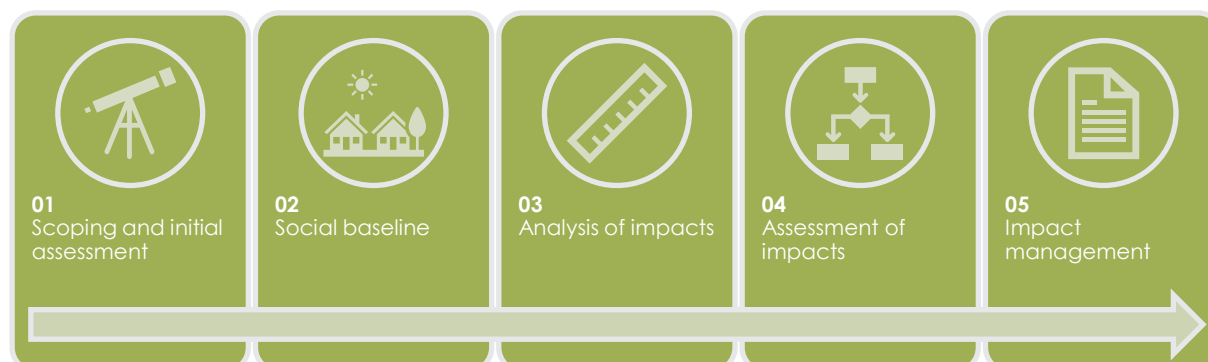 01
Scoping and initial
assessment
02
Social baseline
03
Analysis of impacts
04
Assessment of
impacts
05
Impact
management